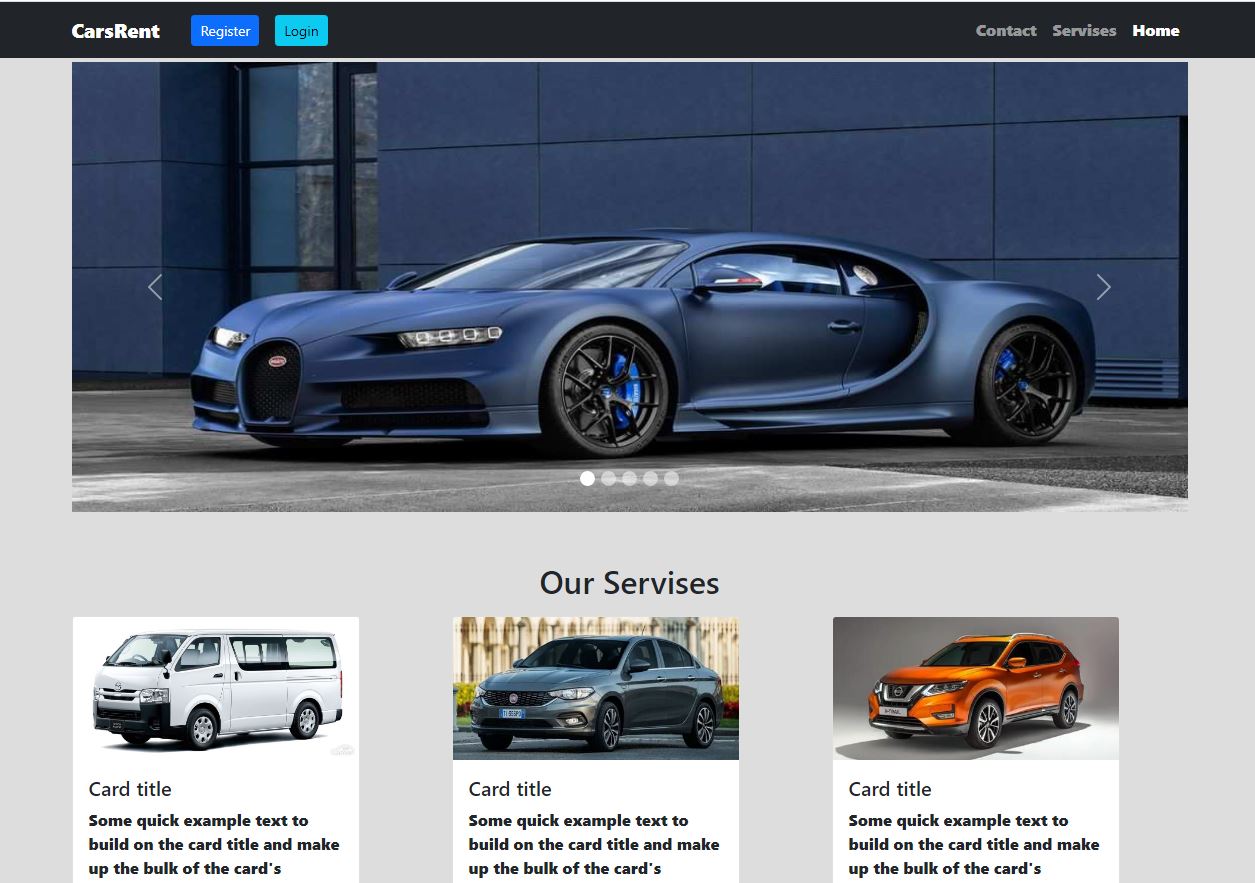 CarsRent
Register
Login
Contact
Servises
Home
Our Servises
Card title
Some quick example text to
build on the card title and make
up the bulk of the card's
Card title
Some quick example text to
build on the card title and make
up the bulk of the card's
Card title
Some quick example text to
build on the card title and make
up the bulk of the card's